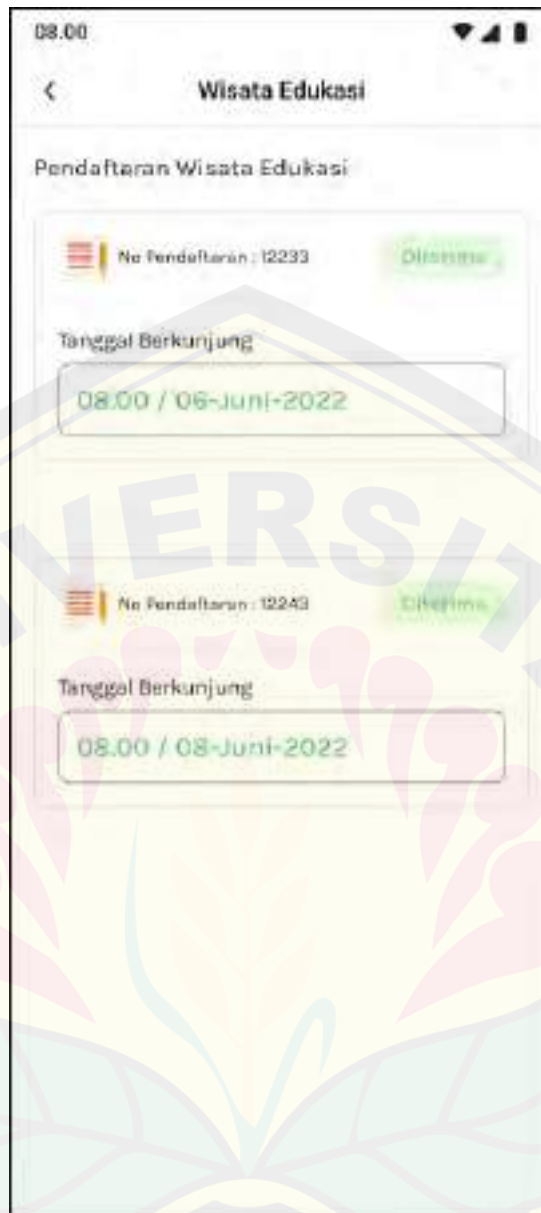 08.00
Wisata Edukasi
Pendaftaran Wisata Edukasi
No Pendaftaran : 12233
Diterima
Tanggal Berkunjung
08.00 / 06-Juni-2022
No Pendaftaran : 12243
Diterima
Tanggal Berkunjung
08.00 / 08-Juni-2022